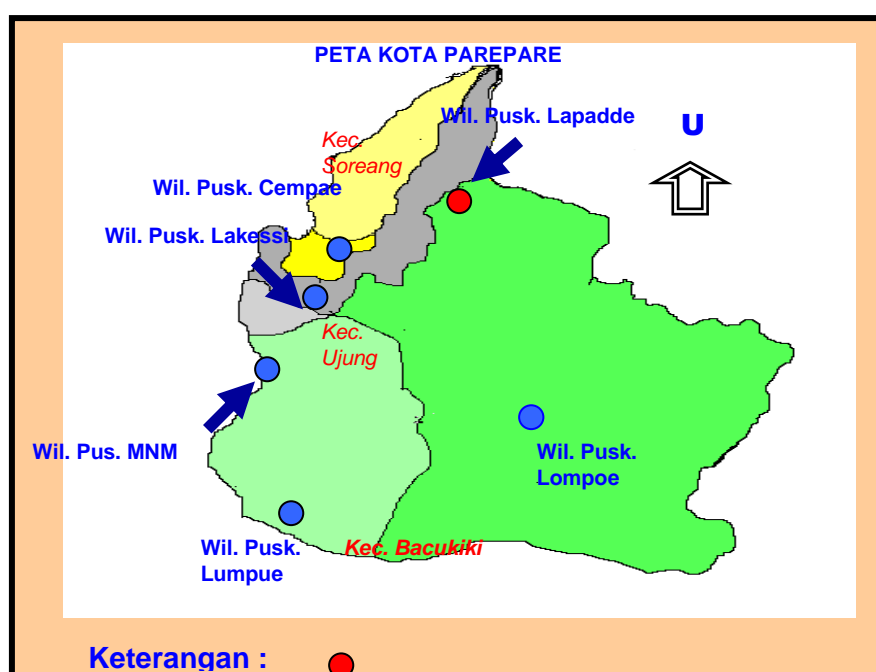 PETA KOTA PAREPARE
Wil. Pusk. Lapadde
U
Kec.
Soreang
Wil. Pusk. Cempae
Wil. Pusk. Lakessi
Kec.
Ujung
Wil. Pus. MNM
Wil. Pusk.
Lompoe
Wil. Pusk.
Lumpue
Kec. Bacukiki
Keterangan :